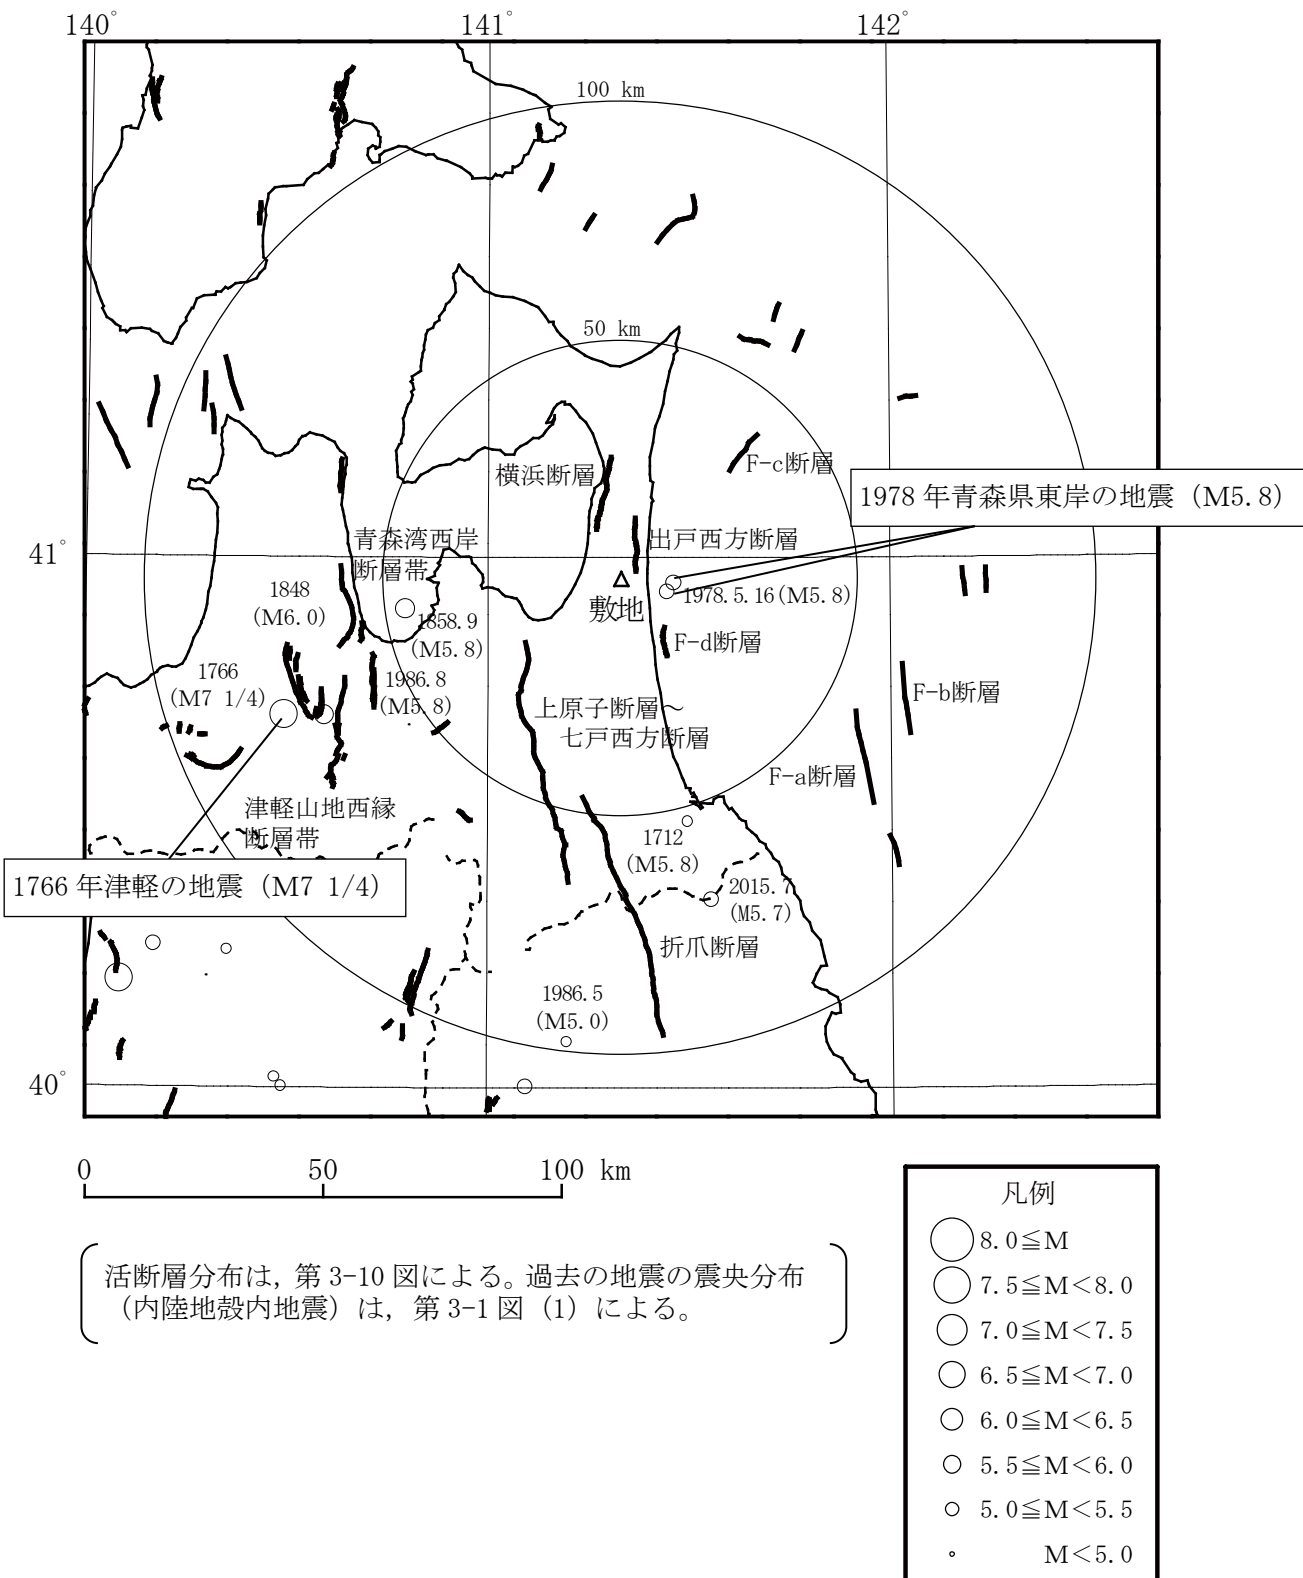 140°
141°
142°
100 km
50 km
横浜断層
F-c断層
1978 年青森県東岸の地震（M5.8）
41°
青森湾西岸
断層帯
出戸西方断層
1848
(M6.0)
1858.9
(M5.8)
敷地
1978.5.16(M5.8)
F-d断層
1766
(M7 1/4)
1986.8
(M5.8)
F-b断層
上原子断層～
七戸西方断層
F-a断層
津軽山地西縁
断層帯
1712
(M5.8)
1766 年津軽の地震（M7 1/4）
2015.7
(M5.7)
折爪断層
1986.5
(M5.0)
40°
0
50
100 km
活断層分布は，第 3-10 図による。過去の地震の震央分布
（内陸地殻内地震）は，第 3-1 図（1）による。
凡例
8.0≦M
7.5≦M＜8.0
7.0≦M＜7.5
6.5≦M＜7.0
6.0≦M＜6.5
5.5≦M＜6.0
5.0≦M＜5.5
M＜5.0